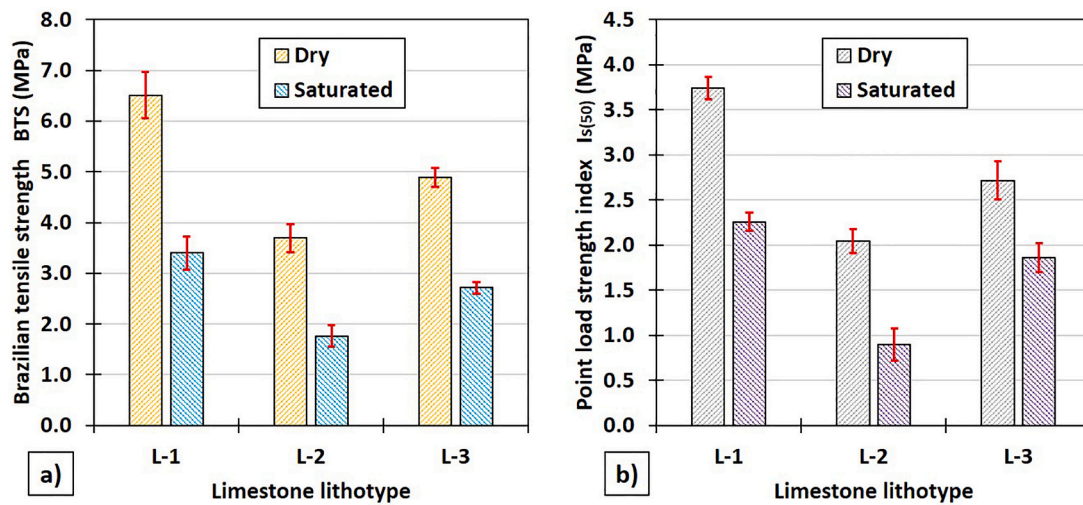 Brazilian tensile strength BTS (MPa)
8.0
7.0
6.0
5.0
4.0
3.0
2.0
1.0
0.0
Dry
Saturated
L-1 L-2 L-3
Limestone lithotype
a)
Point load strength index Is(50) (MPa)
4.5
4.0
3.5
3.0
2.5
2.0
1.5
1.0
0.5
0.0
Dry
Saturated
L-1 L-2 L-3
Limestone lithotype
b)